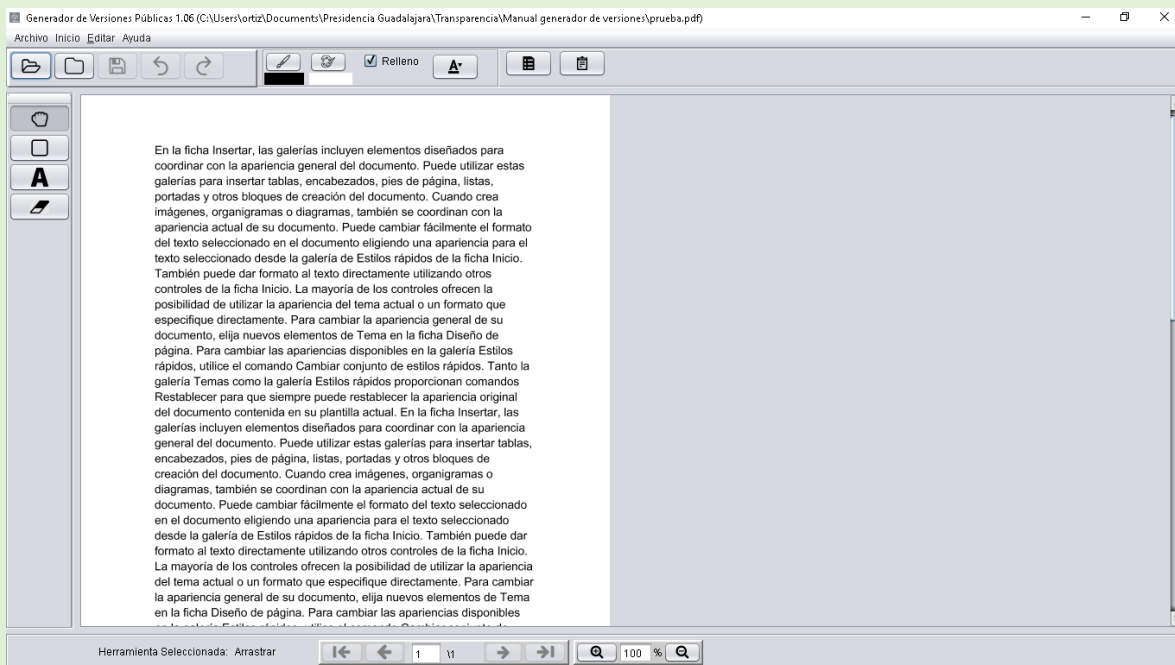 Generador de Versiones Públicas 1.06 (C:\Users\ortiz\Documents\Presidencia Guadalajara\Transparencia\Manual generador de versiones\prueba.pdf)
Archivo Inicio Editar Ayuda
Relleno
A
A
En la ficha Insertar, las galerías incluyen elementos diseñados para
coordinar con la apariencia general del documento. Puede utilizar estas
galerías para insertar tablas, encabezados, pies de página, listas,
portadas y otros bloques de creación del documento. Cuando crea
imágenes, organigramas o diagramas, también se coordinan con la
apariencia actual de su documento. Puede cambiar fácilmente el formato
del texto seleccionado en el documento eligiendo una apariencia para el
texto seleccionado desde la galería de Estilos rápidos de la ficha Inicio.
También puede dar formato al texto directamente utilizando otros
controles de la ficha Inicio. La mayoría de los controles ofrecen la
posibilidad de utilizar la apariencia del tema actual o un formato que
especifique directamente. Para cambiar la apariencia general de su
documento, elija nuevos elementos de Tema en la ficha Diseño de
página. Para cambiar las apariencias disponibles en la galería Estilos
rápidos, utilice el comando Cambiar conjunto de estilos rápidos. Tanto la
galería Temas como la galería Estilos rápidos proporcionan comandos
Restablecer para que siempre puede restablecer la apariencia original
del documento contenida en su plantilla actual. En la ficha Insertar, las
galerías incluyen elementos diseñados para coordinar con la apariencia
general del documento. Puede utilizar estas galerías para insertar tablas,
encabezados, pies de página, listas, portadas y otros bloques de
creación del documento. Cuando crea imágenes, organigramas o
diagramas, también se coordinan con la apariencia actual de su
documento. Puede cambiar fácilmente el formato del texto seleccionado
en el documento eligiendo una apariencia para el texto seleccionado
desde la galería de Estilos rápidos de la ficha Inicio. También puede dar
formato al texto directamente utilizando otros controles de la ficha Inicio.
La mayoría de los controles ofrecen la posibilidad de utilizar la apariencia
del tema actual o un formato que especifique directamente. Para cambiar
la apariencia general de su documento, elija nuevos elementos de Tema
en la ficha Diseño de página. Para cambiar las apariencias disponibles
Herramienta Seleccionada: Arrastrar
1 \1
100 %